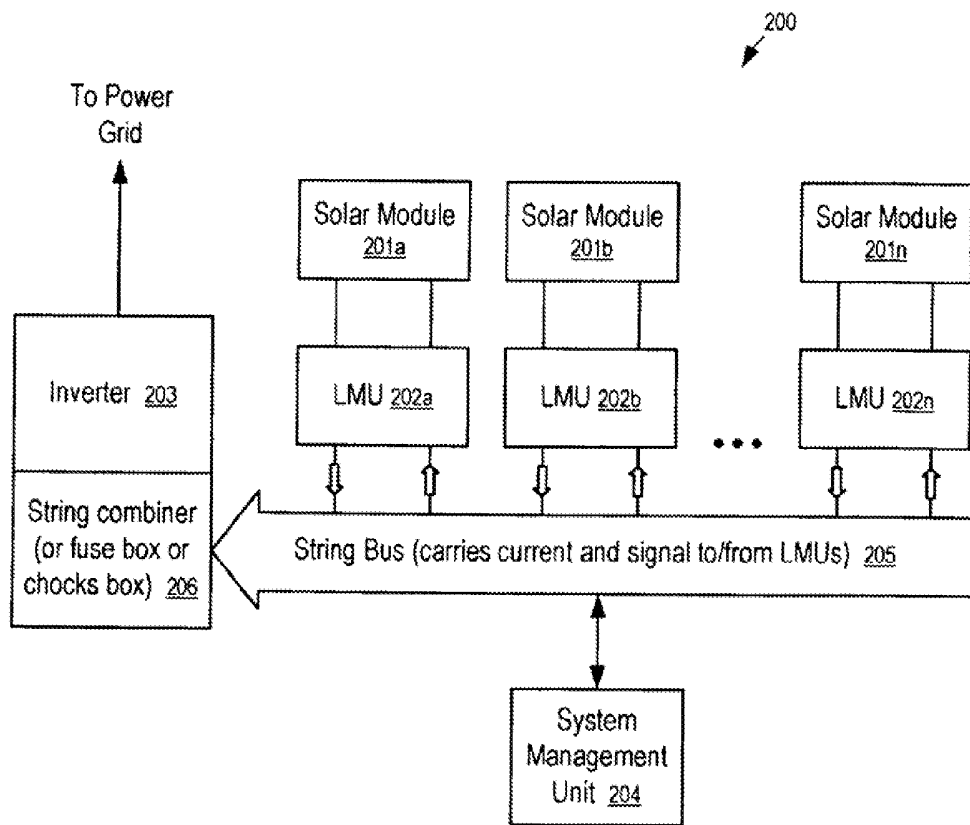 200
To Power
Grid
Solar Module
201a
Solar Module
201b
Solar Module
201n
Inverter 203
LMU 202a
LMU 202b
LMU 202n
String combiner
(or fuse box or
chocks box) 206
String Bus (carries current and signal to/from LMUs) 205
System
Management
Unit 204